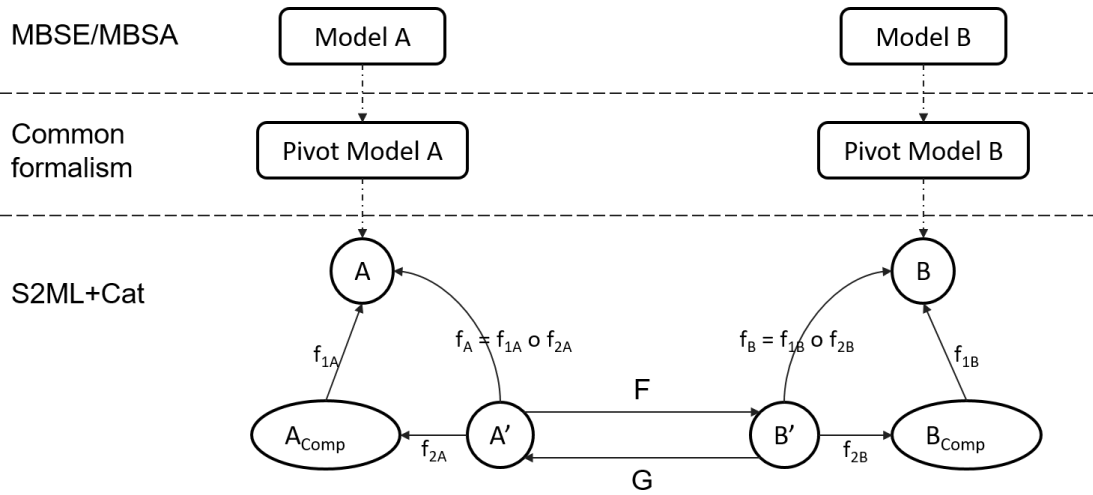 MBSE/MBSA
Model A
Model B
Common
formalism
Pivot Model A
Pivot Model B
S2ML+Cat
A
B
f1A
fA = f1A o f2A
fB = f1B o f2B
f1B
F
AComp
f2A
A’
B’
f2B
BComp
G